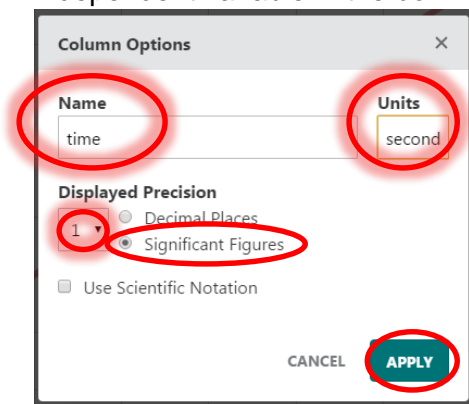 Column Options ×
Name Units
time second
Displayed Precision
1 Decimal Places
Significant Figures
Use Scientific Notation
CANCEL APPLY